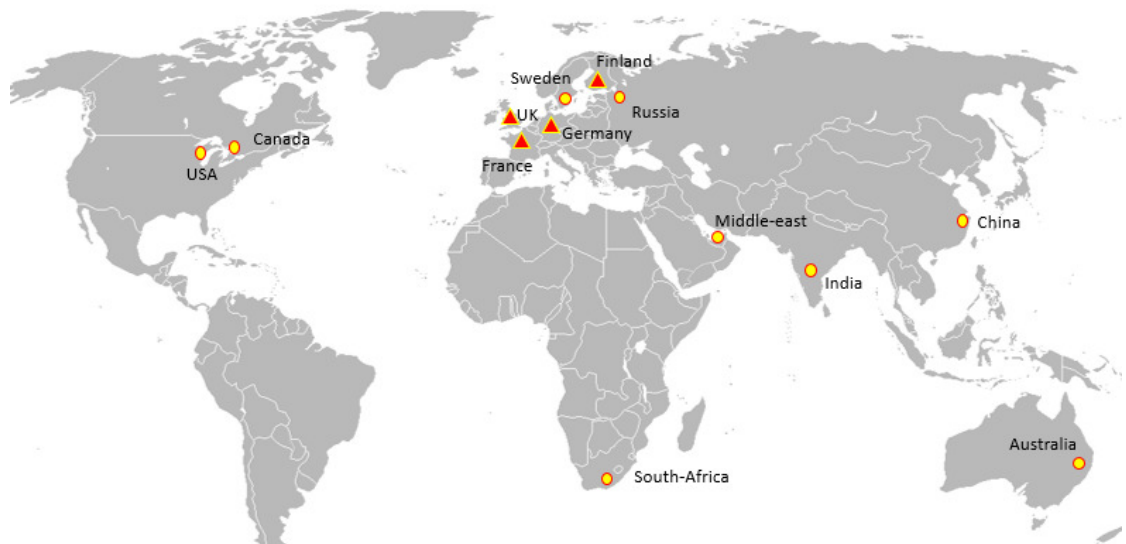 Finland
Sweden
UK
Russia
Germany
Canada
France
USA
Middle-east
China
India
Australia
South-Africa